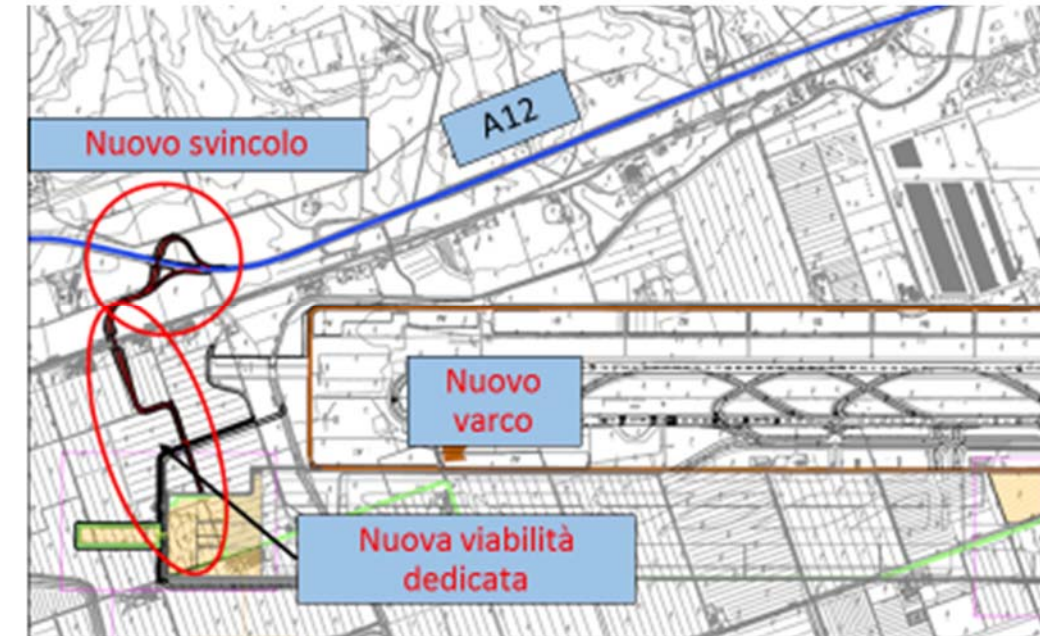 A12
Nuovo svincolo
Nuovo
varco
Nuova viabilità
dedicata